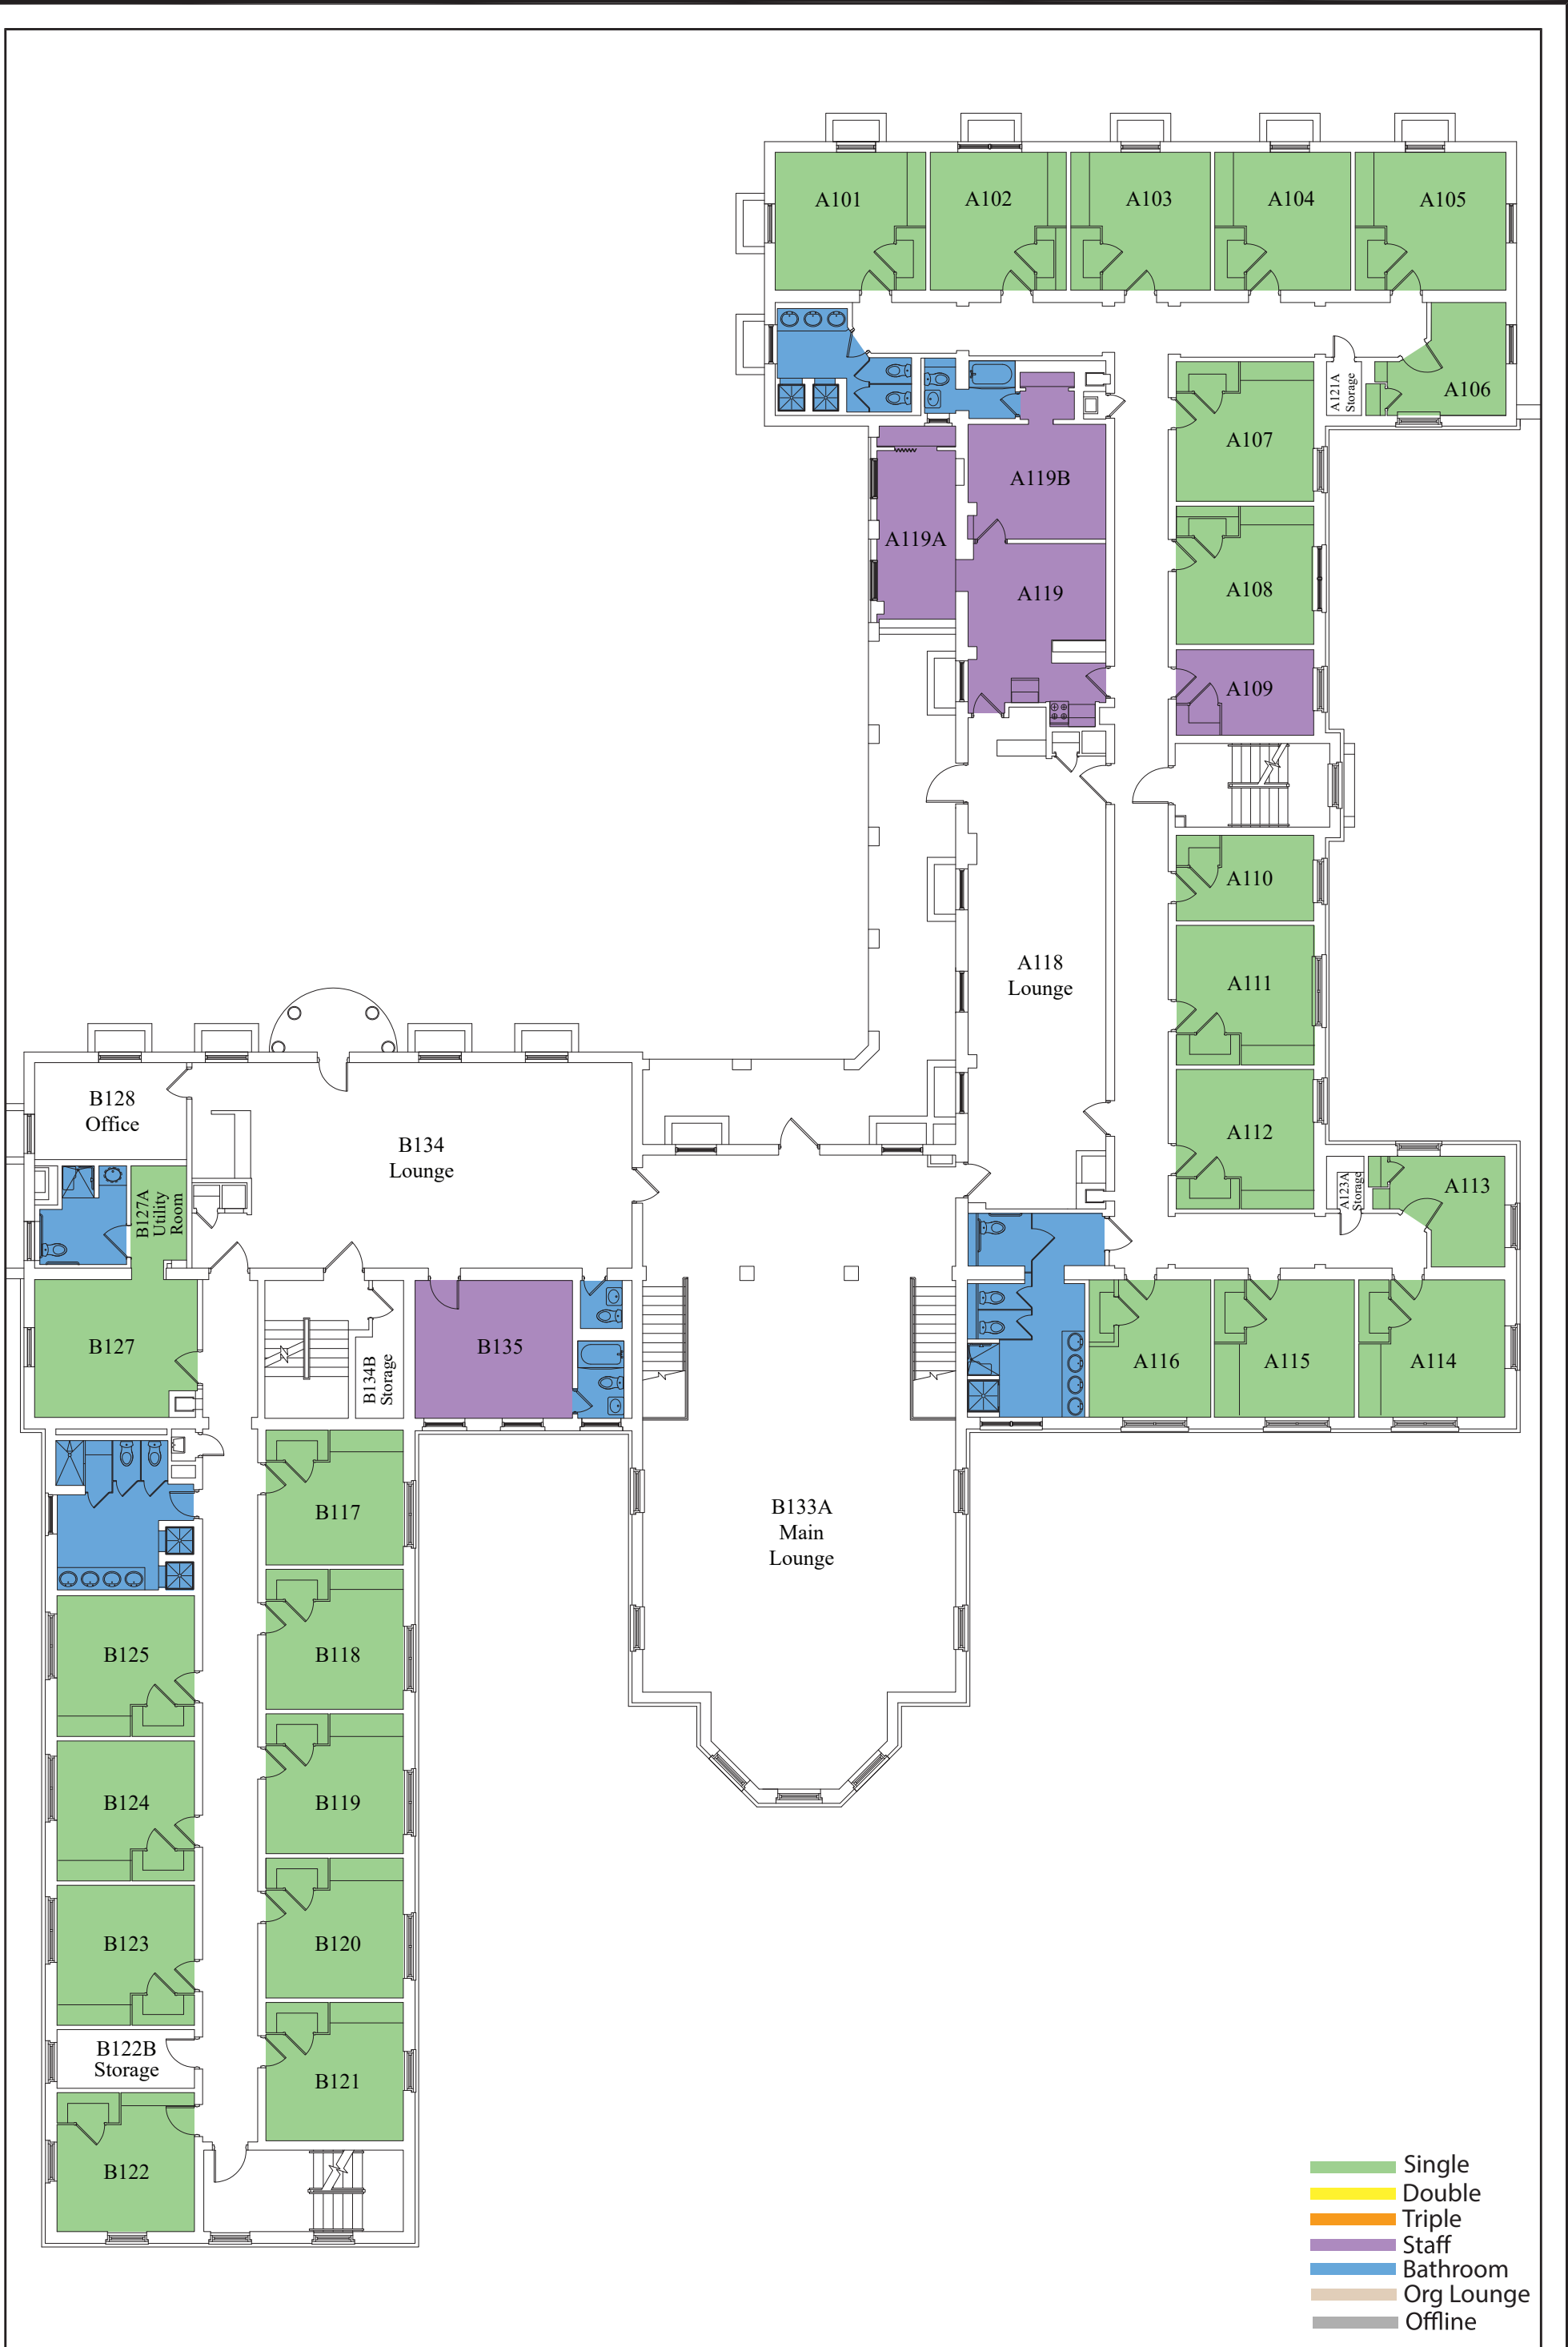 A101
A102
A103
A104
A105
A106
A121A
Storage
A107
A119B
A119A
A108
A119
A109
A110
A118
Lounge
A111
A112
A123A
Storage
A113
B128
Office
B134
Lounge
B127A
Utility
Room
B127
B134B
Storage
B135
A116
A115
A114
B117
B133A
Main
Lounge
B125
B118
B124
B119
B123
B120
B122B
Storage
B121
B122
Single
Double
Triple
Staff
Bathroom
Org Lounge
Offline